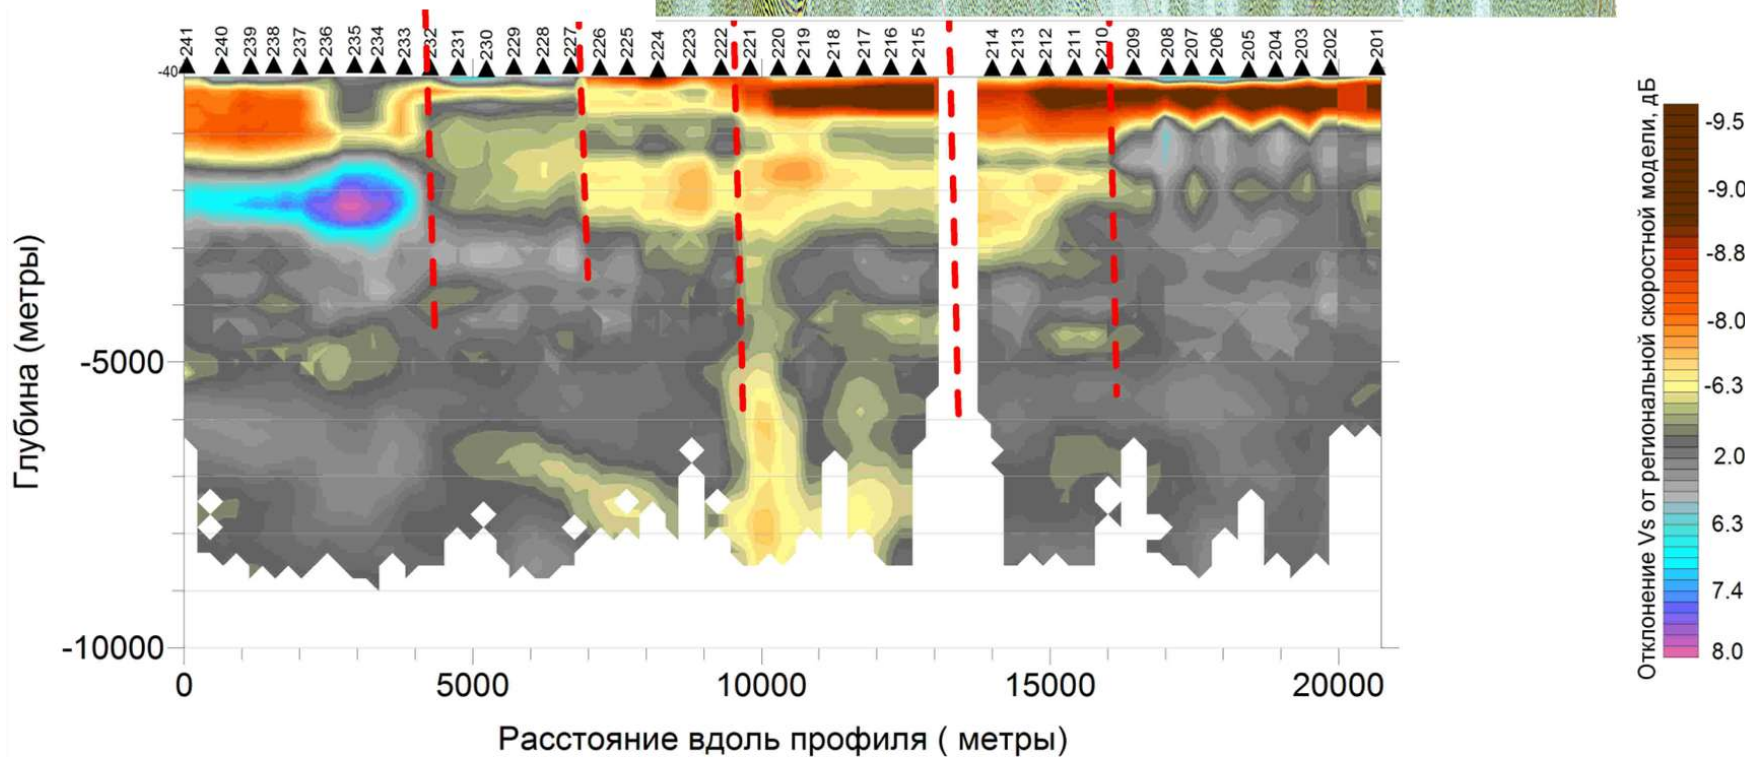 241 240 239 238 237 236 235 234 233 232 231 230 229 228 227 226 225 224 223 222 221 220 219 218 217 216 215 214 213 212 211 210 209 208 207 206 205 204 203 202 201
-40
-5000
-10000
Глубина (метры)
0 5000 10000 15000 20000
Расстояние вдоль профиля ( метры)
Отклонение Vs от региональной скоростной модели, дБ
-9.5
-9.0
-8.8
-8.0
-6.3
2.0
6.3
7.4
8.0